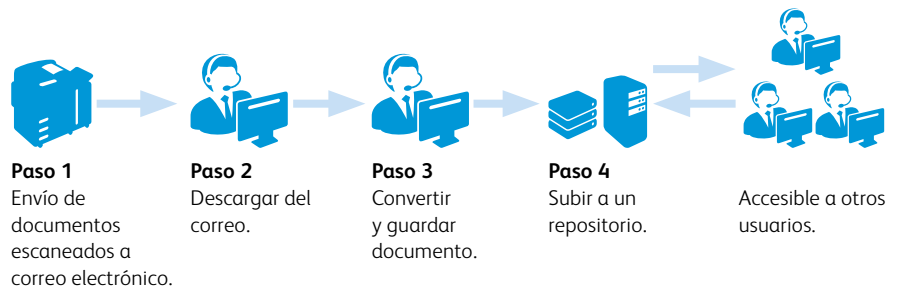 Paso 1
Envío de
documentos
escaneados a
correo electrónico.
Paso 2
Descargar del
correo.
Paso 3
Convertir
y guardar
documento.
Paso 4
Subir a un
repositorio.
Accesible a otros
usuarios.